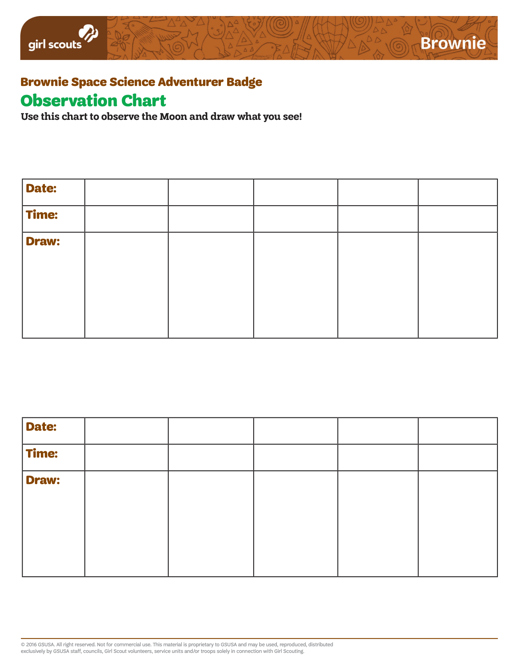 girl scouts
Brownie
Brownie Space Science Adventurer Badge
Observation Chart
Use this chart to observe the Moon and draw what you see!
Date:
Time:
Draw:
Date:
Time:
Draw:
© 2016 GSUSA. All right reserved. Not for commercial use. This material is proprietary to GSUSA and may be used, reproduced, distributed
exclusively by GSUSA staff, councils, Girl Scout volunteers, service units and/or troops solely in connection with Girl Scouting